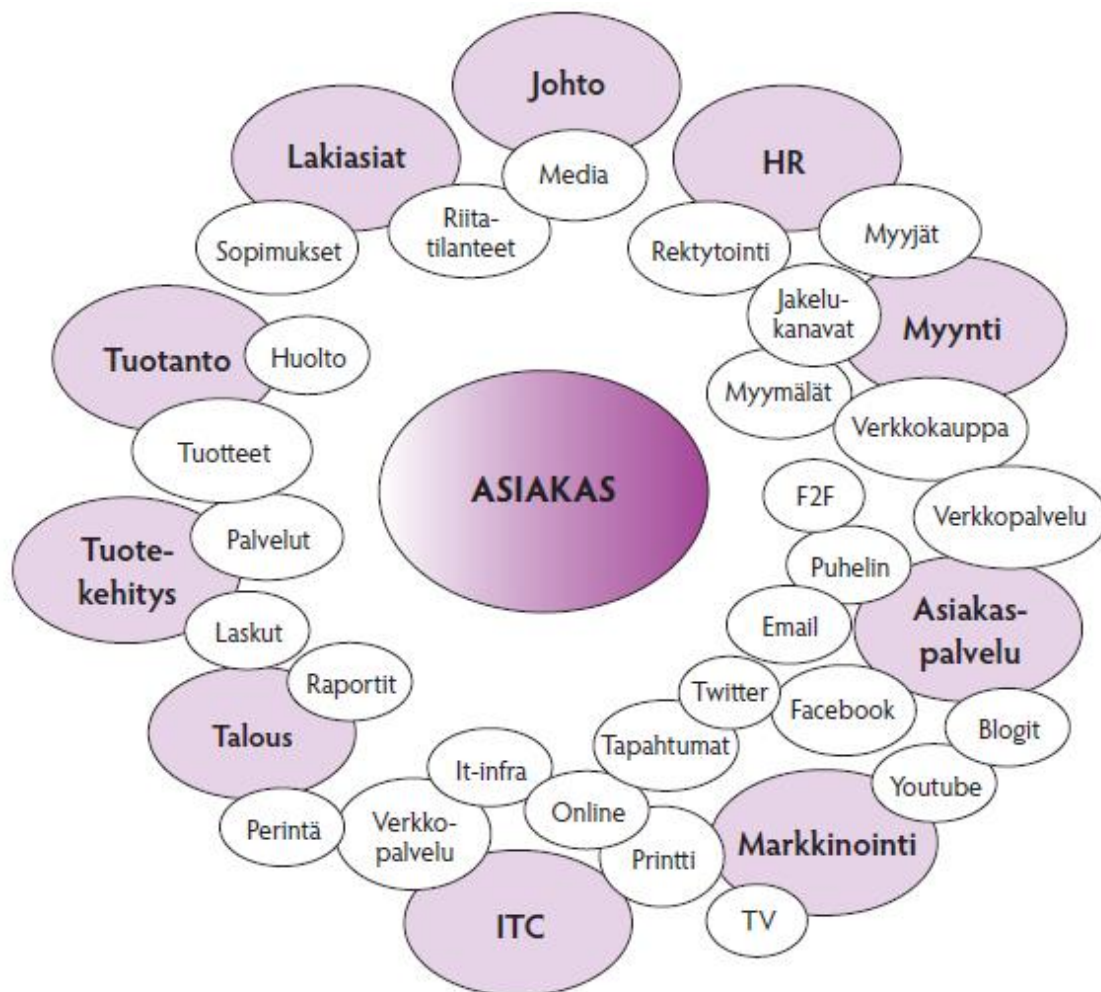 Johto
Lakiasiat
HR
Media
Riita-
tilanteet
Myyjät
Sopimukset
Rektytointi
Jakelu-
kanavat
Myynti
Tuotanto
Huolto
Myymälät
Verkkokauppa
Tuotteet
ASIAKAS
F2F
Verkkopalvelu
Palvelut
Tuote-
kehitys
Puhelin
Asiakas-
palvelu
Email
Laskut
Raportit
Twitter
Facebook
Blogit
Talous
Tapahtumat
It-infra
Youtube
Online
Perintä
Verkko-
palvelu
Printti
Markkinointi
TV
ITC